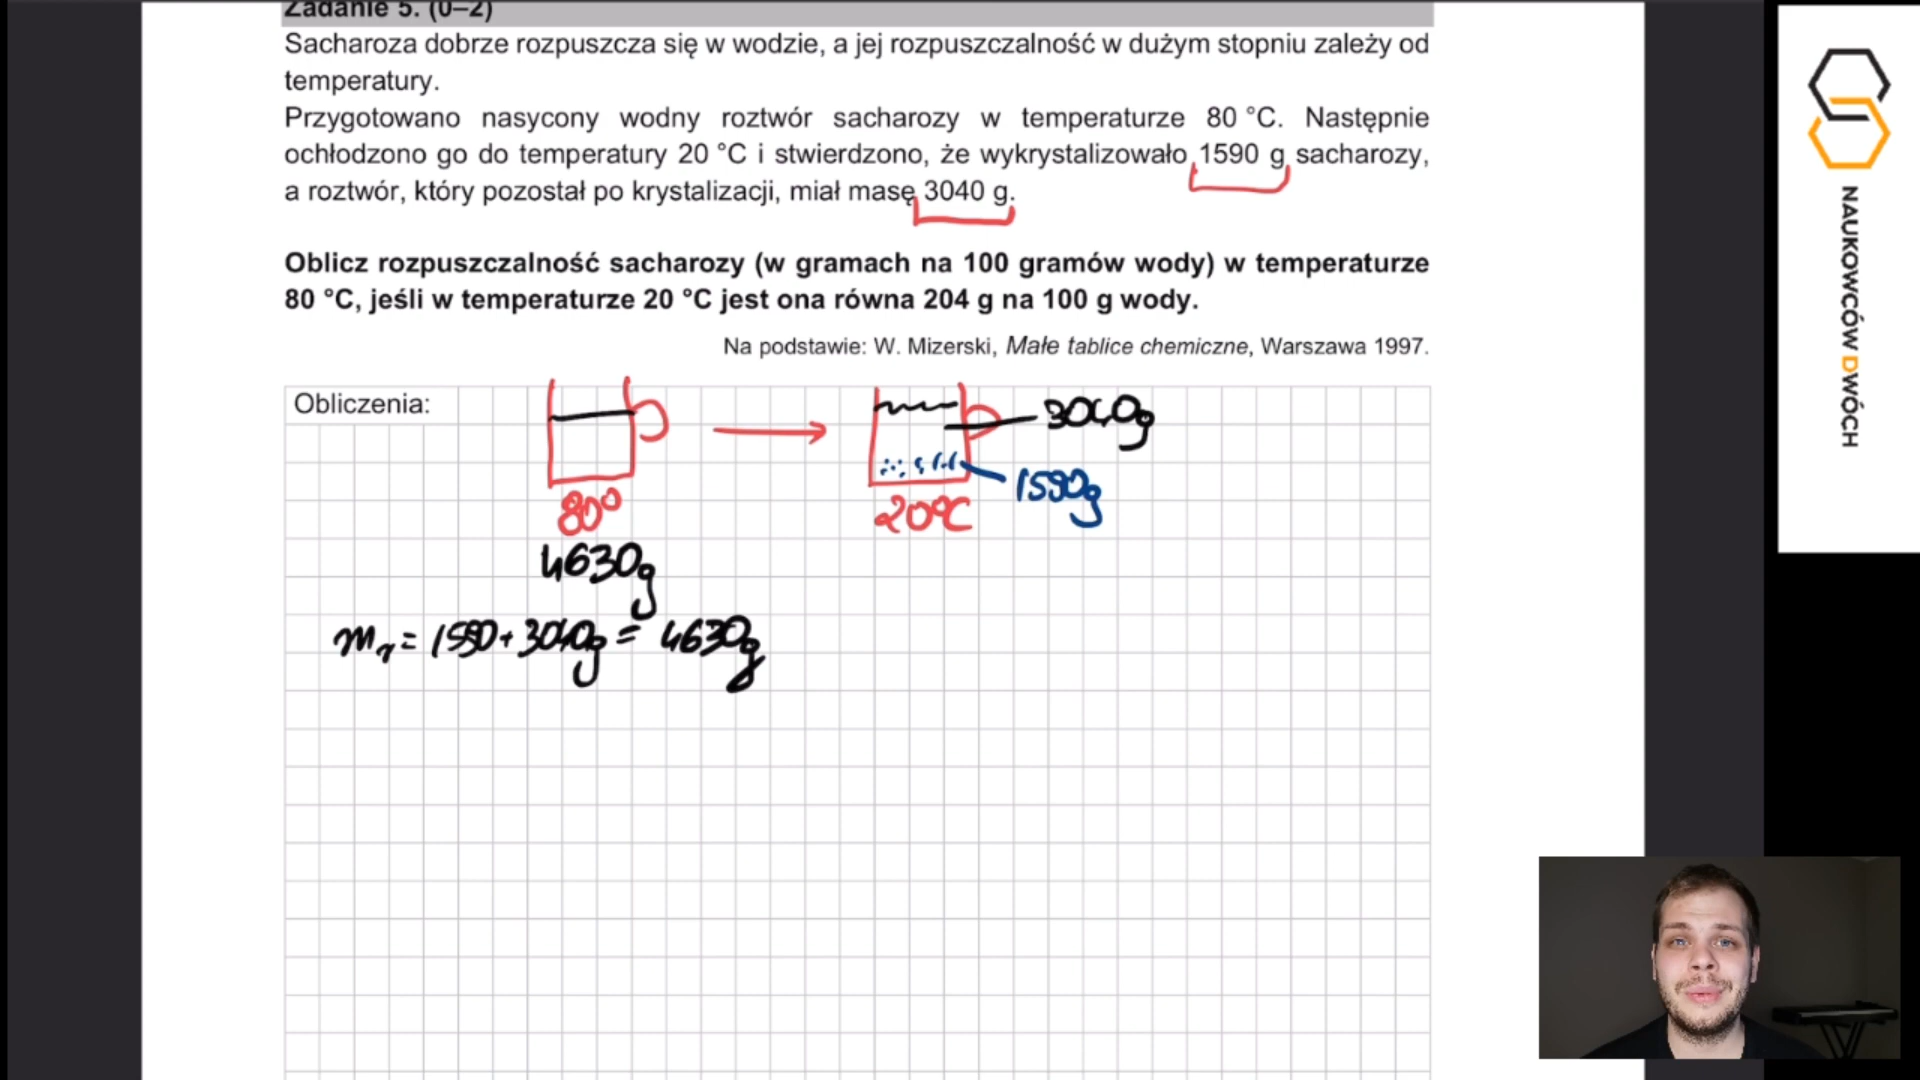 Zadanie 5. (0–2)
Sacharoza dobrze rozpuszcza się w wodzie, a jej rozpuszczalność w dużym stopniu zależy od
temperatury.
Przygotowano nasycony wodny roztwór sacharozy w temperaturze 80 °C. Następnie
ochłodzono go do temperatury 20 °C i stwierdzono, że wykrystalizowało 1590 g sacharozy,
a roztwór, który pozostał po krystalizacji, miał masę 3040 g.
Oblicz rozpuszczalność sacharozy (w gramach na 100 gramów wody) w temperaturze
80 °C, jeśli w temperaturze 20 °C jest ona równa 204 g na 100 g wody.
Na podstawie: W. Mizerski, Małe tablice chemiczne, Warszawa 1997.
Obliczenia:
3040g
1590g
80°
20°C
4630g
mr = 1590 + 3040g = 4630g
NAUKOWCÓW DWÓCH